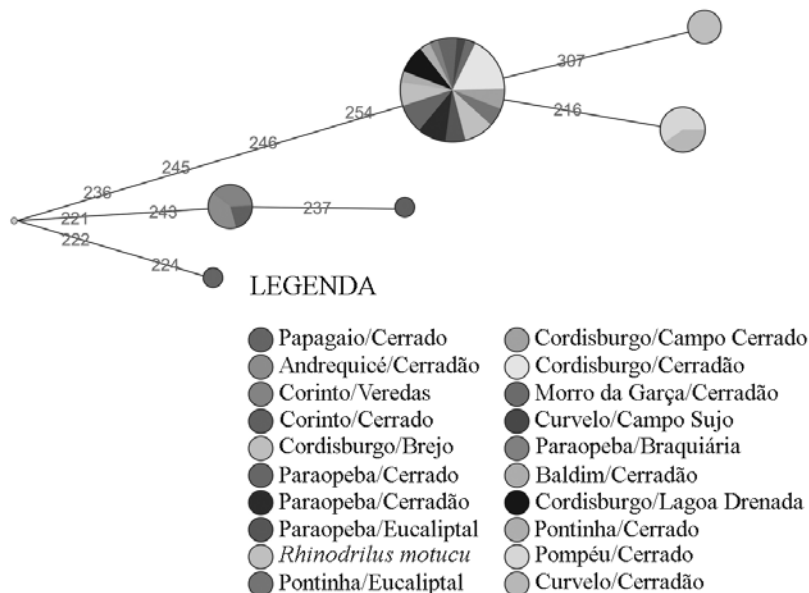 307
254
216
246
245
236
221
243
237
222
224
LEGENDA
Papagaio/Cerrado
Andrequicé/Cerradão
Corinto/Veredas
Corinto/Cerrado
Cordisburgo/Brejo
Paraopeba/Cerrado
Paraopeba/Cerradão
Paraopeba/Eucaliptal
Rhinodrilus motucu
Pontinha/Eucaliptal
Cordisburgo/Campo Cerrado
Cordisburgo/Cerradão
Morro da Garça/Cerradão
Curvelo/Campo Sujo
Paraopeba/Braquiária
Baldim/Cerradão
Cordisburgo/Lagoa Drenada
Pontinha/Cerrado
Pompéu/Cerrado
Curvelo/Cerradão